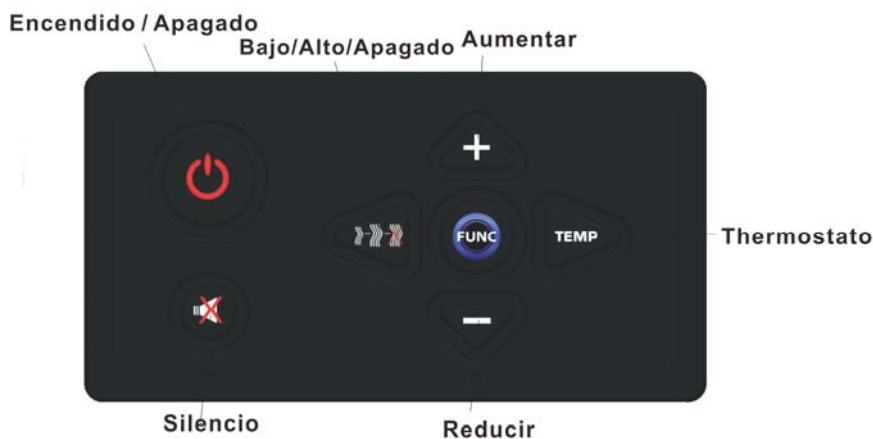 Encendido / Apagado
Bajo/Alto/Apagado
Aumentar
+
FUNC
TEMP
Thermostato
-
Silencio
Reducir